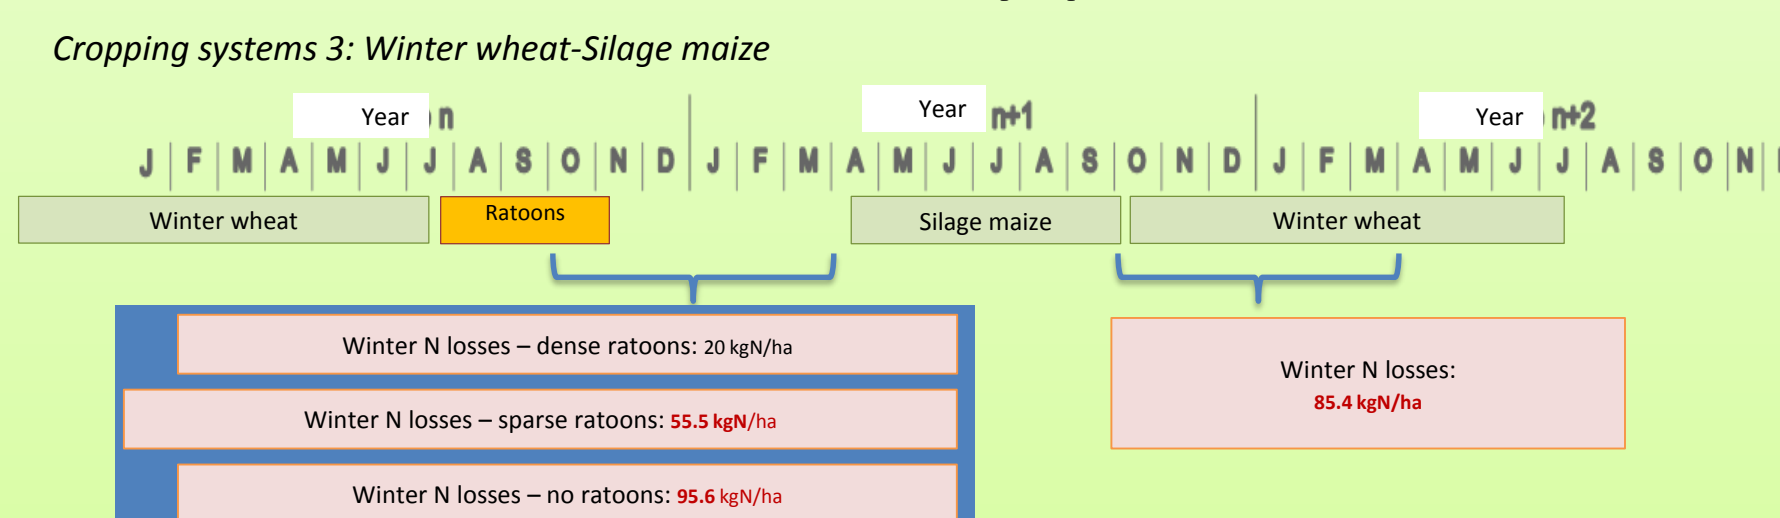 Cropping systems 3: Winter wheat-Silage maize
Year n Year n+1 Year n+2
J F M A M J J A S O N D J F M A M J J A S O N D J F M A M J J A S O N
Winter wheat Ratoons Silage maize Winter wheat
Winter N losses – dense ratoons: 20 kgN/ha
Winter N losses – sparse ratoons: 55.5 kgN/ha
Winter N losses – no ratoons: 95.6 kgN/ha
Winter N losses:
85.4 kgN/ha